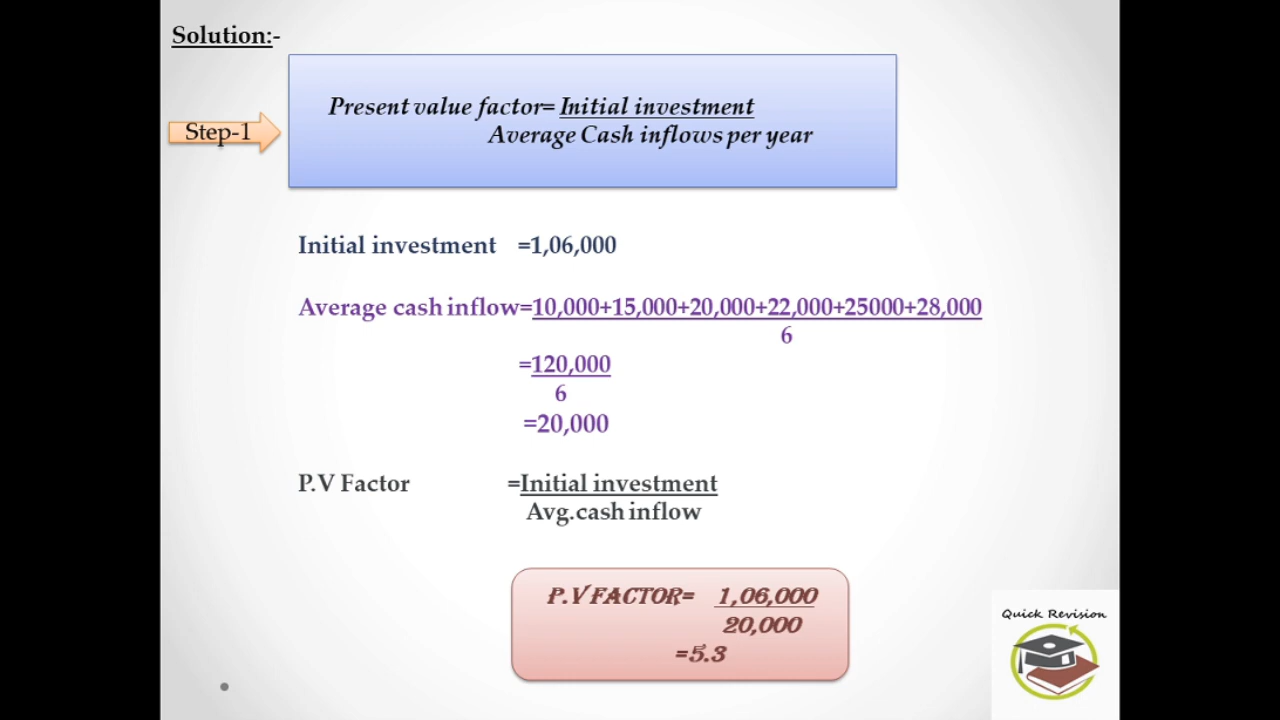 Solution:-
Step-1
Present value factor= Initial investment
Average Cash inflows per year
Initial investment =1,06,000
Average cash inflow=10,000+15,000+20,000+22,000+25000+28,000
6
=120,000
6
=20,000
P.V Factor =Initial investment
Avg.cash inflow
P.V FACTOR= 1,06,000
20,000
=5.3
Quick Revision